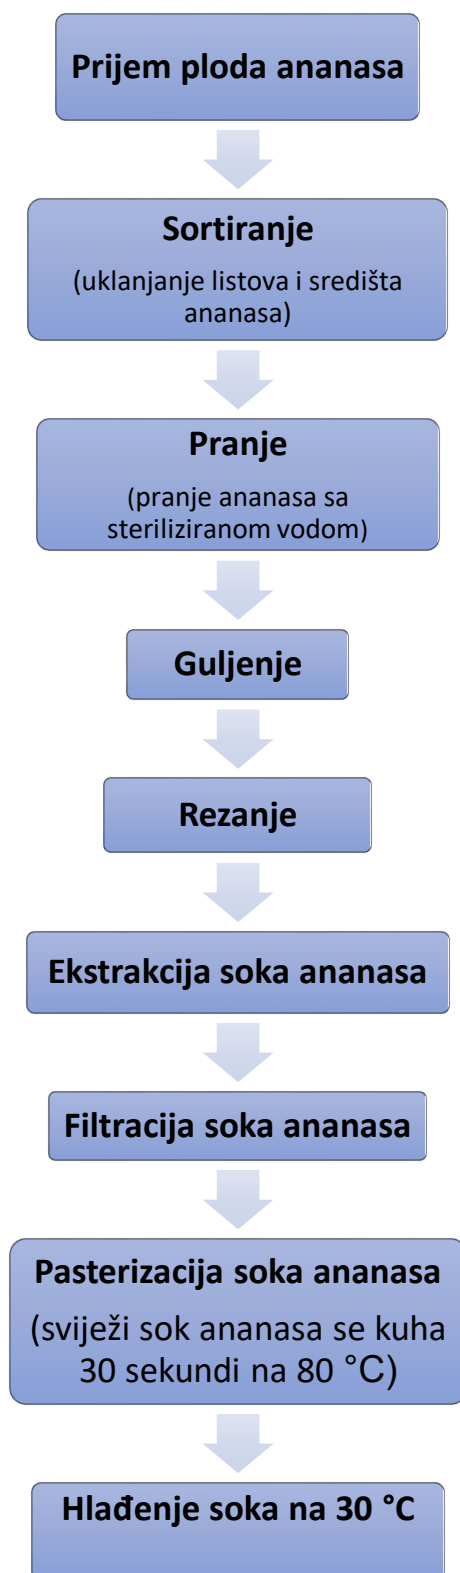 Prijem ploda ananasa
Sortiranje
(uklanjanje listova i središta
ananasa)
Pranje
(pranje ananasa sa
steriliziranom vodom)
Guljenje
Rezanje
Ekstrakcija soka ananasa
Filtracija soka ananasa
Pasterizacija soka ananasa
(sviježi sok ananasa se kuha
30 sekundi na 80 °C)
Hlađenje soka na 30 °C